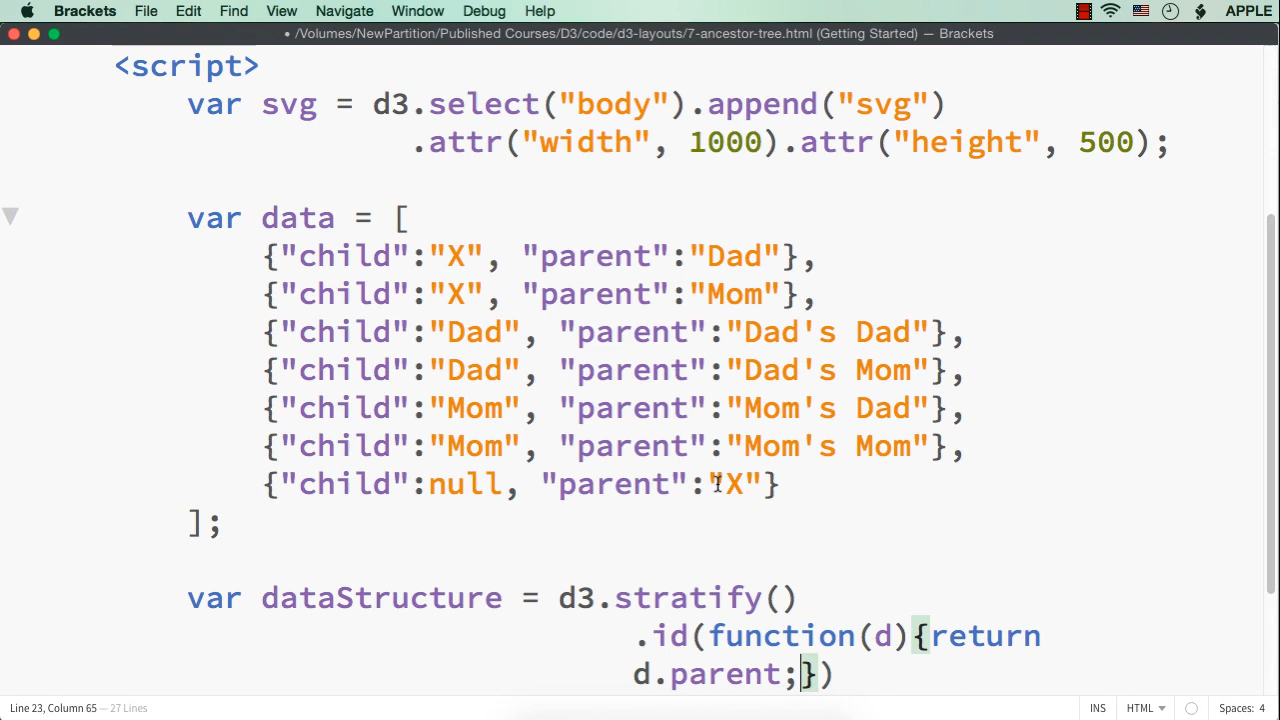 Brackets File Edit Find View Navigate Window Debug Help APPLE
• /Volumes/NewPartition/Published Courses/D3/code/d3-layouts/7-ancestor-tree.html (Getting Started) — Brackets
<script>
var svg = d3.select("body").append("svg")
.attr("width", 1000).attr("height", 500);
var data = [
{"child":"X", "parent":"Dad"},
{"child":"X", "parent":"Mom"},
{"child":"Dad", "parent":"Dad's Dad"},
{"child":"Dad", "parent":"Dad's Mom"},
{"child":"Mom", "parent":"Mom's Dad"},
{"child":"Mom", "parent":"Mom's Mom"},
{"child":null, "parent":"X"}
];
var dataStructure = d3.stratify()
.id(function(d){return
d.parent;})
Line 23, Column 65 — 27 Lines INS HTML Spaces: 4